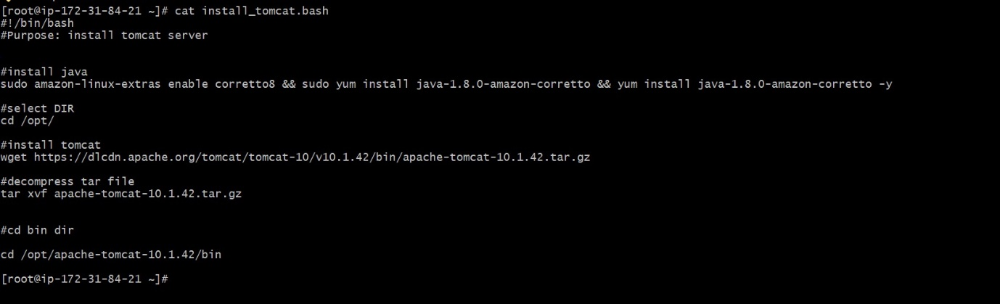 [root@ip-172-31-84-21 ~]# cat install_tomcat.bash
#!/bin/bash
#Purpose: install tomcat server
#install java
sudo amazon-linux-extras enable corretto8 && sudo yum install java-1.8.0-amazon-corretto && yum install java-1.8.0-amazon-corretto -y
#select DIR
cd /opt/
#install tomcat
wget https://dlcdn.apache.org/tomcat/tomcat-10/v10.1.42/bin/apache-tomcat-10.1.42.tar.gz
#decompress tar file
tar xvf apache-tomcat-10.1.42.tar.gz
#cd bin dir
cd /opt/apache-tomcat-10.1.42/bin
[root@ip-172-31-84-21 ~]#